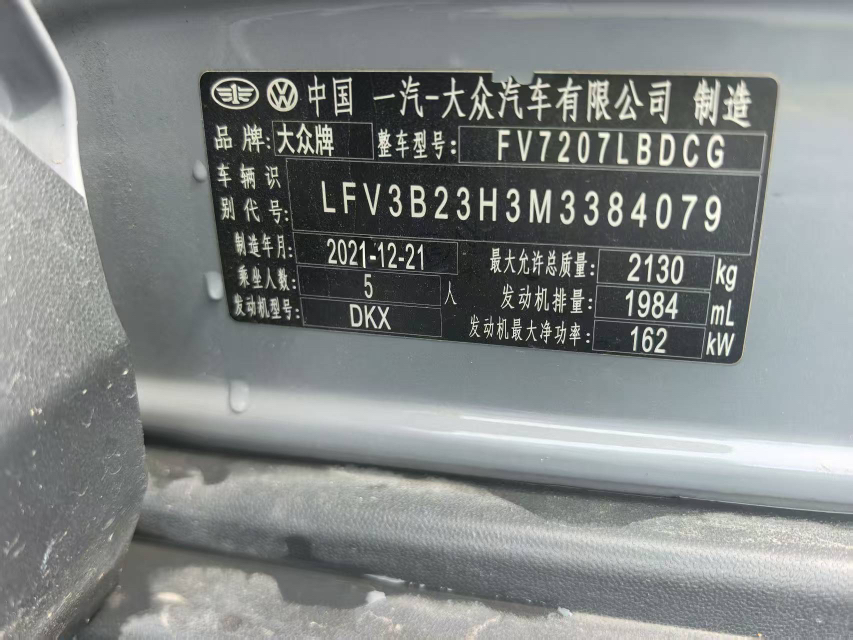 中国 一汽-大众汽车有限公司 制造
品牌: 大众牌 整车型号: FV7207LBDCG
车辆识别代号: LFV3B23H3M3384079
制造年月: 2021-12-21 最大允许总质量: 2130 kg
乘坐人数: 5 人 发动机排量: 1984 mL
发动机型号: DKX 发动机最大净功率: 162 kW